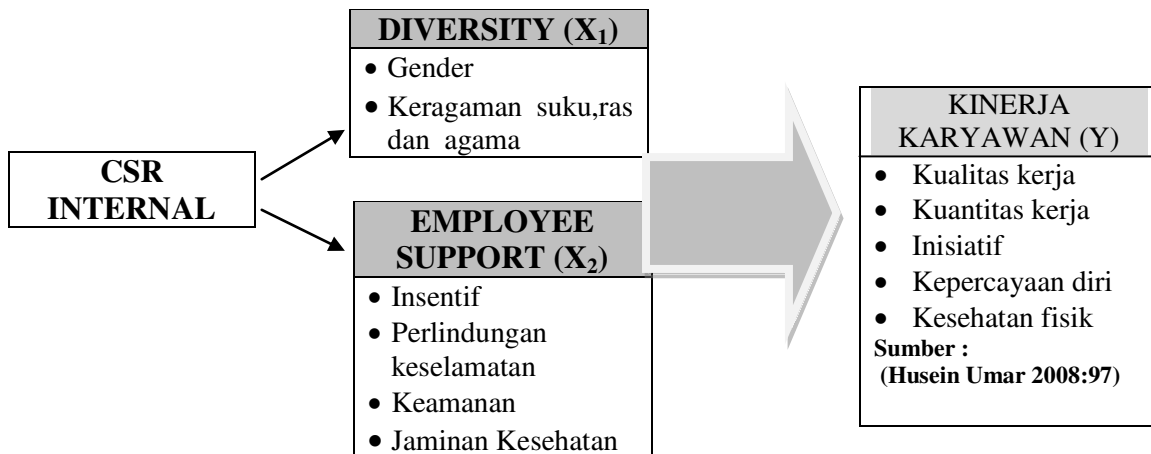 CSR
INTERNAL
DIVERSITY (X₁)
• Gender
• Keragaman suku,ras
dan agama
EMPLOYEE
SUPPORT (X₂)
• Insentif
• Perlindungan
keselamatan
• Keamanan
• Jaminan Kesehatan
KINERJA
KARYAWAN (Y)
• Kualitas kerja
• Kuantitas kerja
• Inisiatif
• Kepercayaan diri
• Kesehatan fisik
Sumber :
(Husein Umar 2008:97)